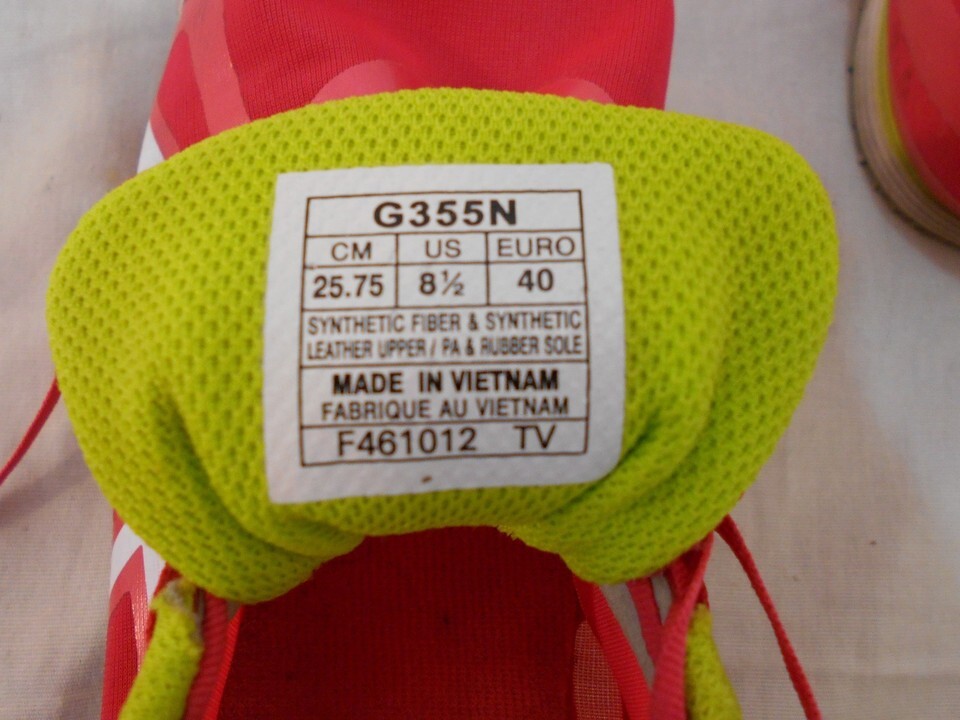 G355N
CM US EURO
25.75 8½ 40
SYNTHETIC FIBER & SYNTHETIC
LEATHER UPPER / PA & RUBBER SOLE
MADE IN VIETNAM
FABRIQUE AU VIETNAM
F461012 TV